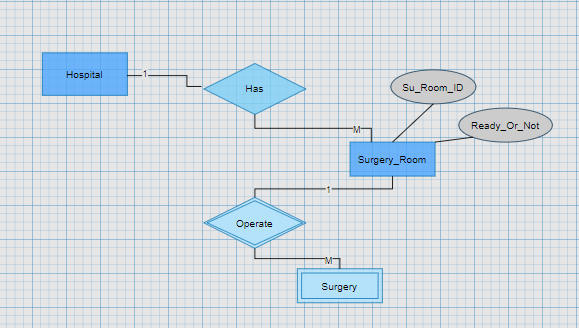 Hospital
1
Has
Su_Room_ID
Ready_Or_Not
M
Surgery_Room
1
Operate
M
Surgery